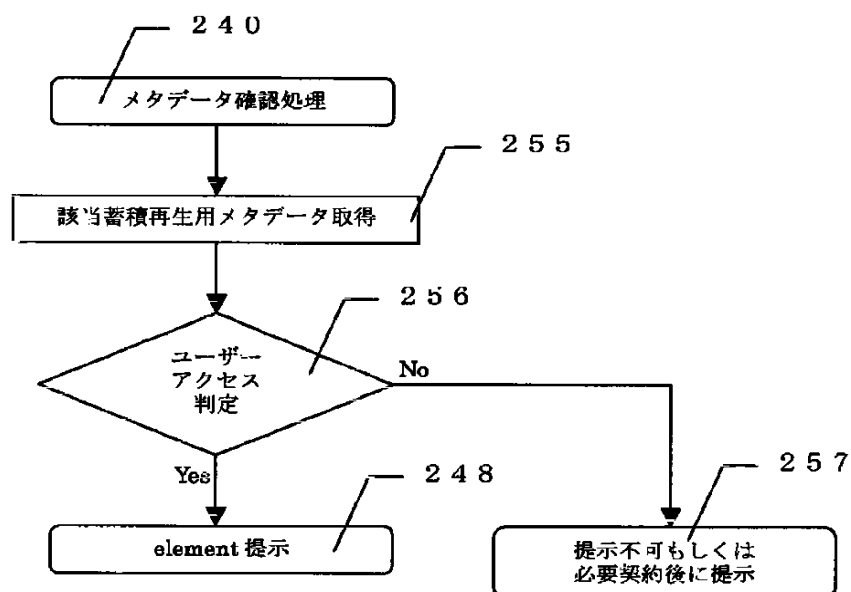 ２４０
メタデータ確認処理
２５５
該当蓄積再生用メタデータ取得
２５６
ユーザー
アクセス
判定
No
Yes
２４８
element 提示
２５７
提示不可もしくは
必要契約後に提示